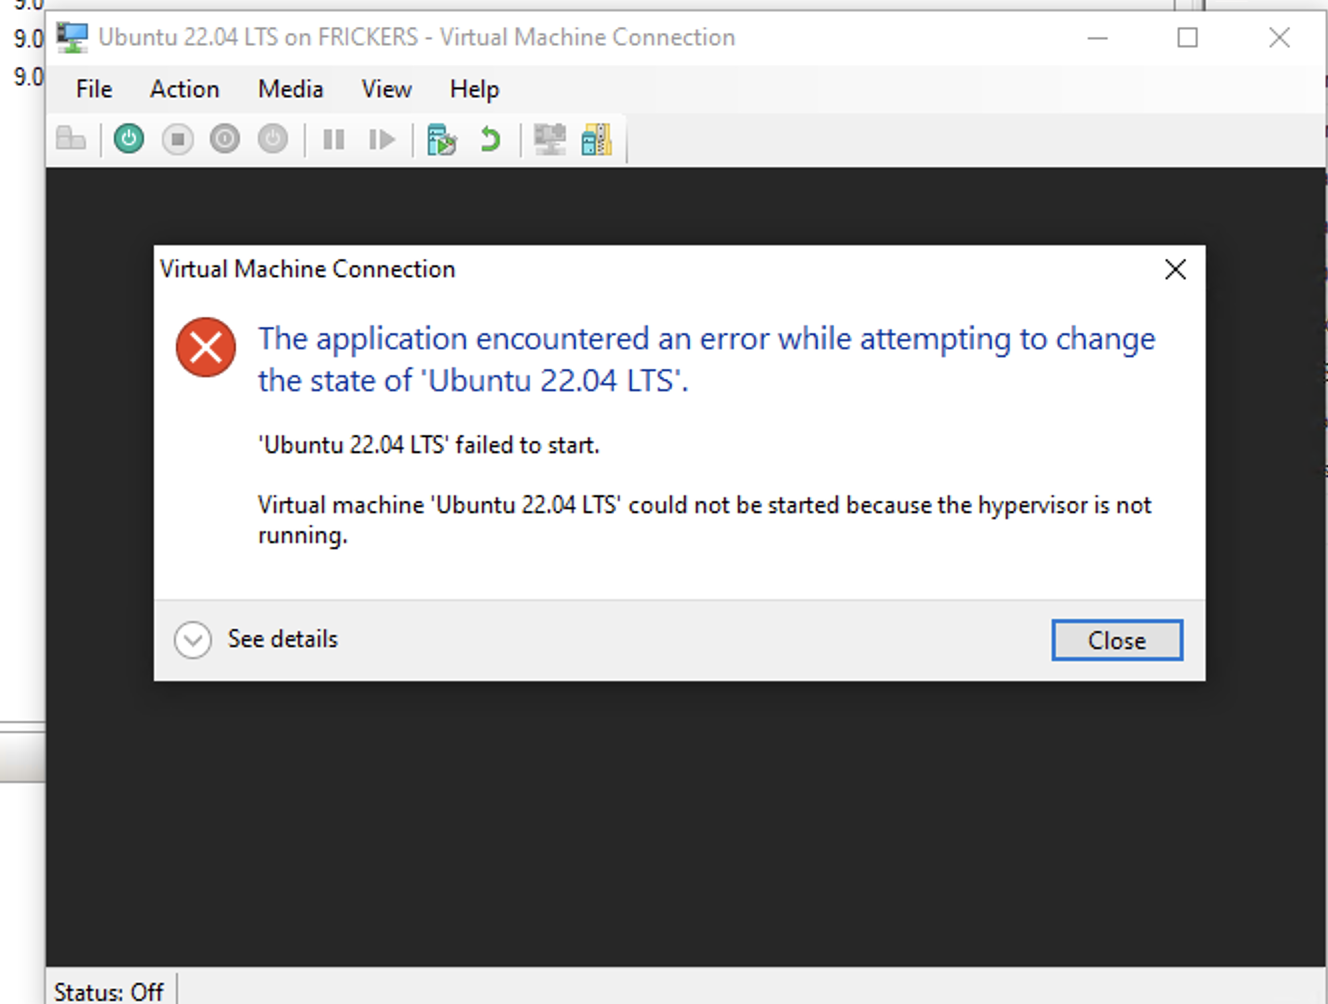 9.0
Ubuntu 22.04 LTS on FRICKERS - Virtual Machine Connection
9.0
9.0
File Action Media View Help
Virtual Machine Connection
The application encountered an error while attempting to change
the state of 'Ubuntu 22.04 LTS'.
'Ubuntu 22.04 LTS' failed to start.
Virtual machine 'Ubuntu 22.04 LTS' could not be started because the hypervisor is not
running.
See details
Close
Status: Off